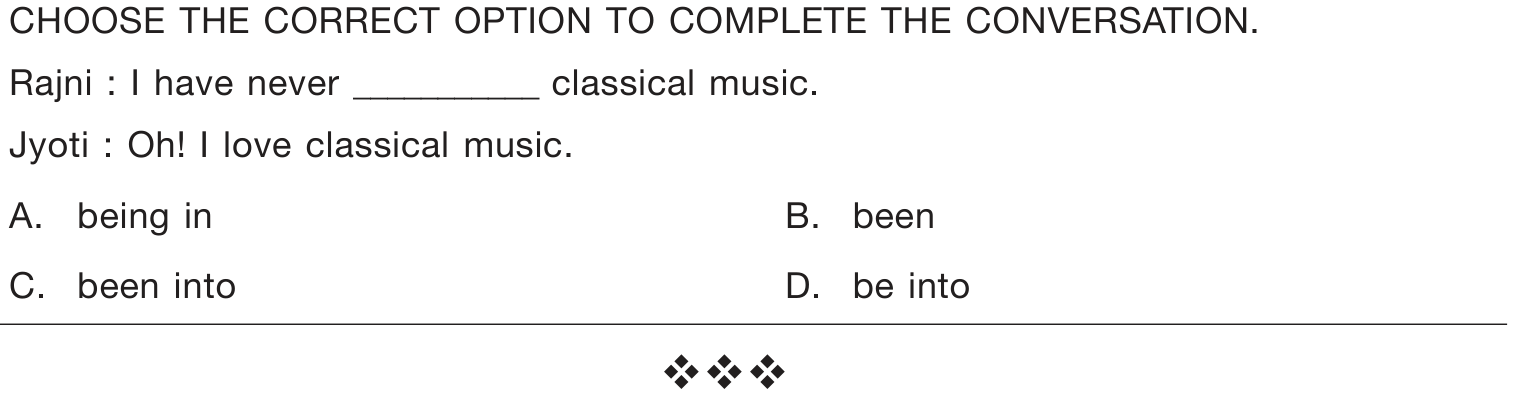 CHOOSE THE CORRECT OPTION TO COMPLETE THE CONVERSATION.
Rajni : I have never __________ classical music.
Jyoti : Oh! I love classical music.
A. being in B. been
C. been into D. be into